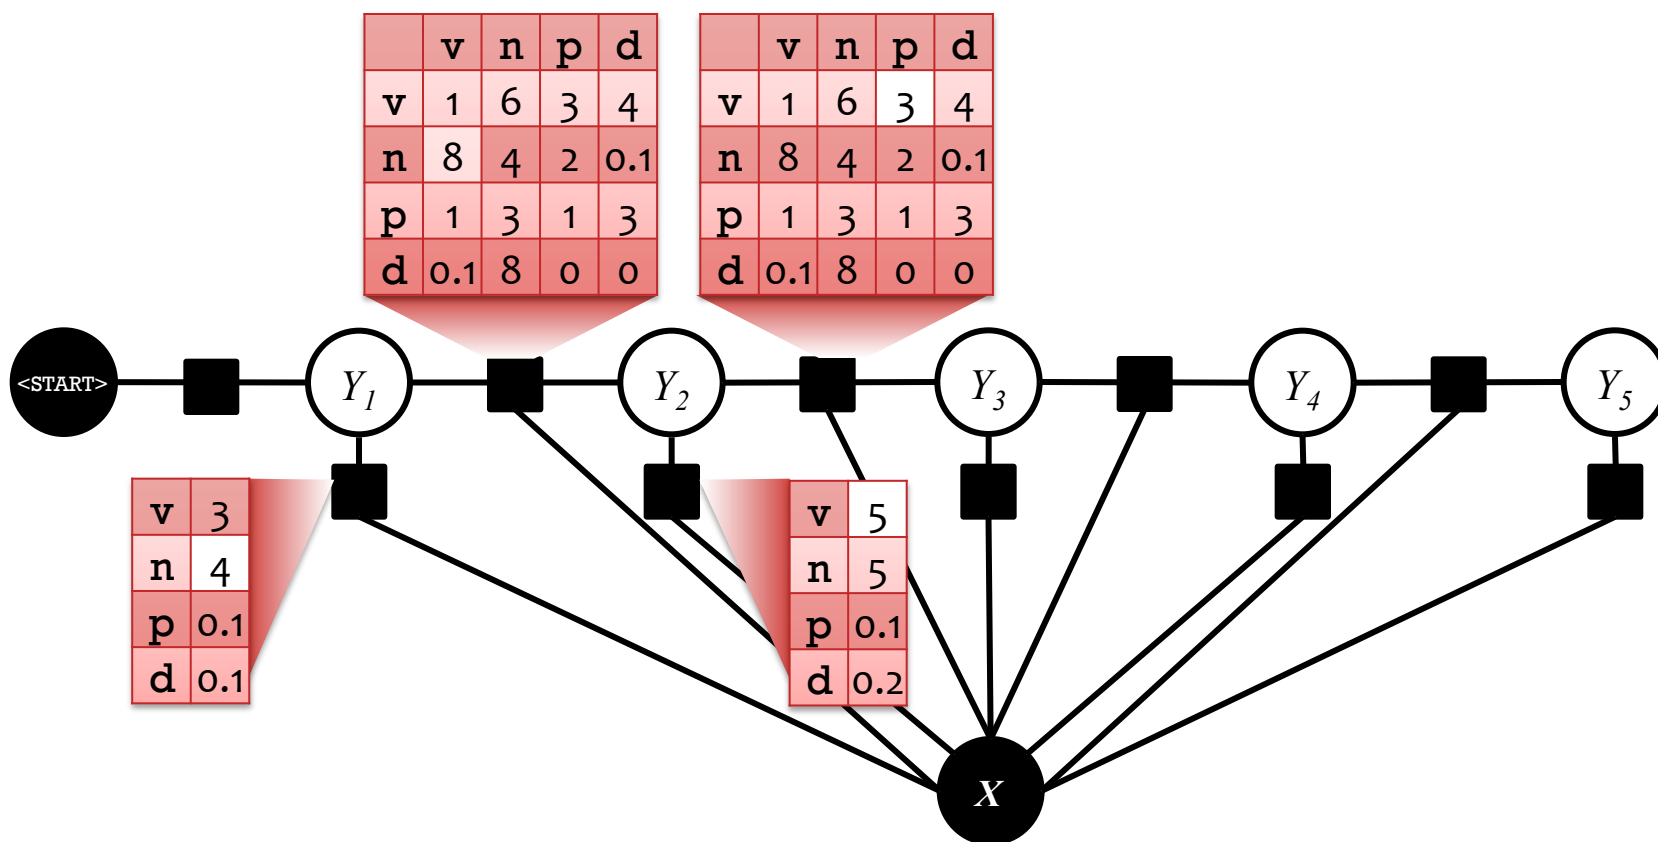 v n p d
v 1 6 3 4
n 8 4 2 0.1
p 1 3 1 3
d 0.1 8 0 0
v n p d
v 1 6 3 4
n 8 4 2 0.1
p 1 3 1 3
d 0.1 8 0 0
<START> Y1 Y2 Y3 Y4 Y5
v 3
n 4
p 0.1
d 0.1
v 5
n 5
p 0.1
d 0.2
X